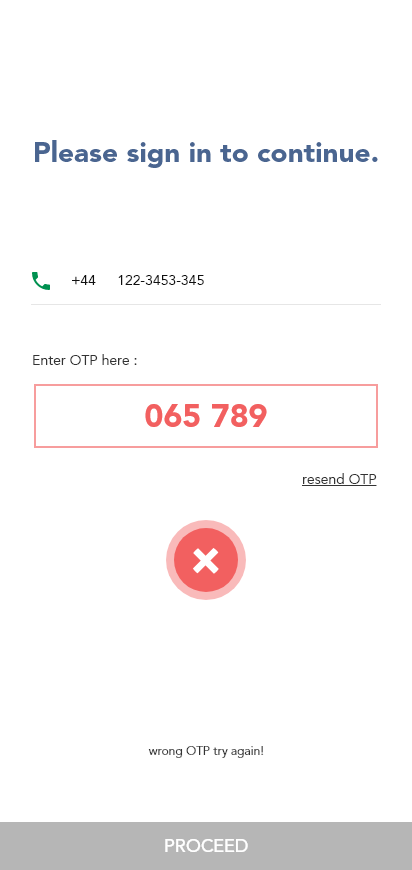 Please sign in to continue.
+44 122-3453-345
Enter OTP here :
065 789
resend OTP
wrong OTP try again!
PROCEED